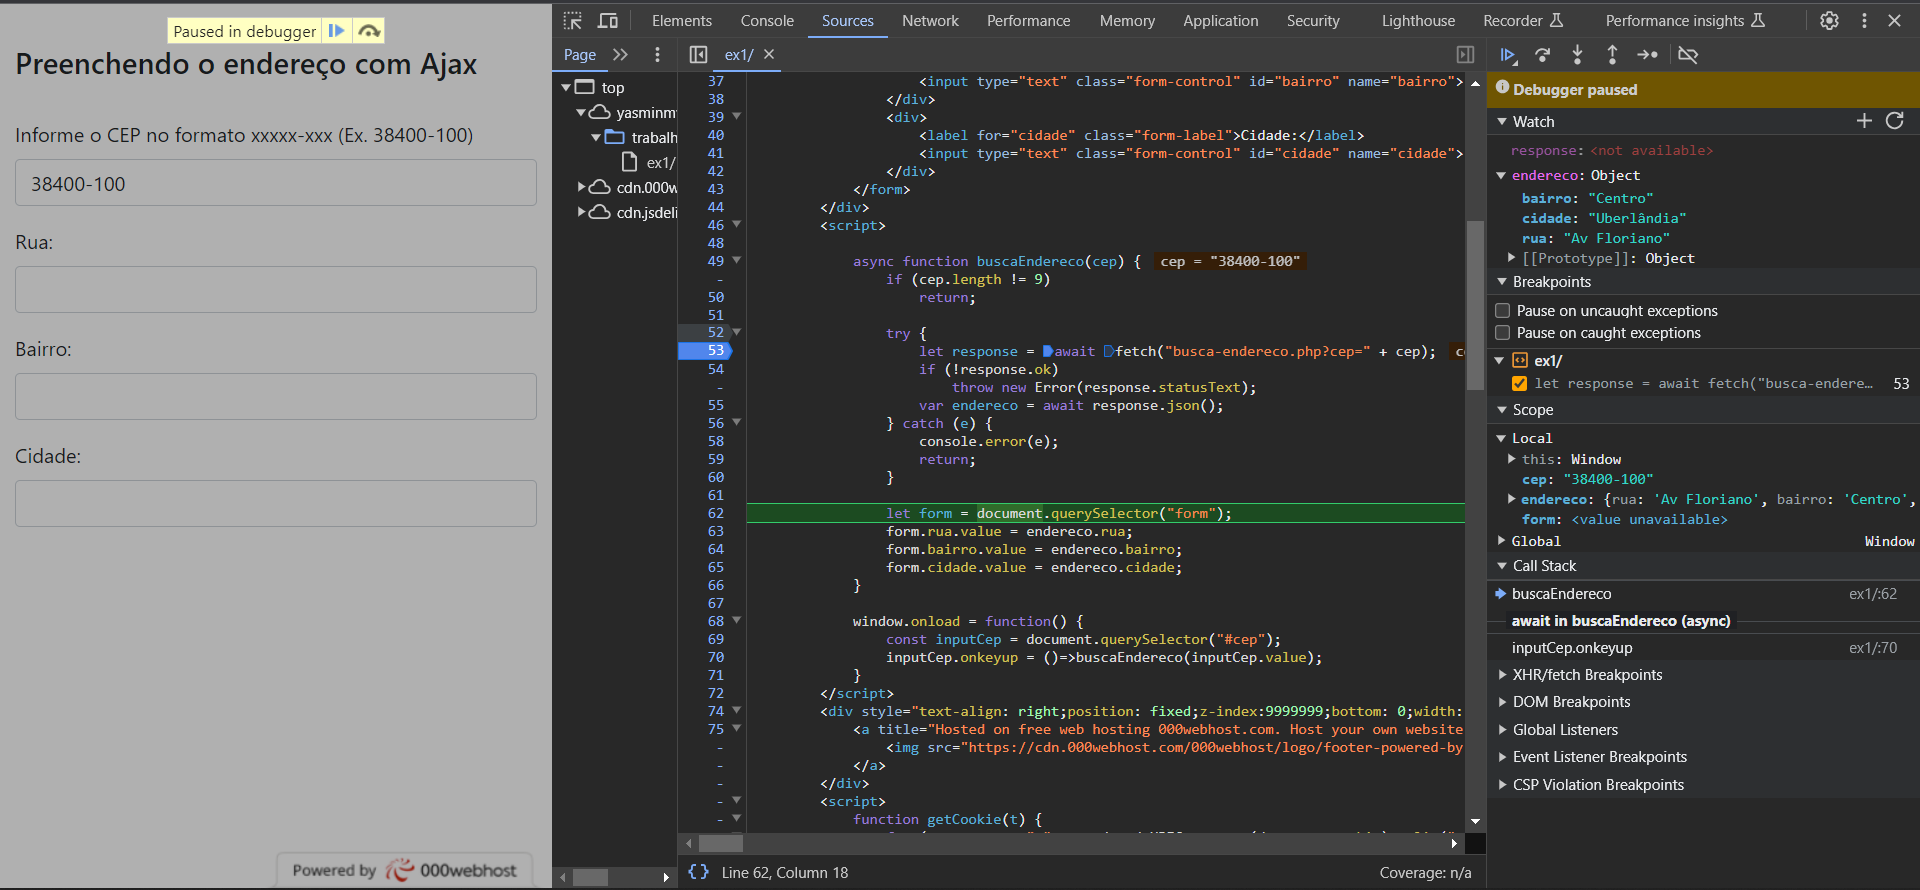 Paused in debugger
Preenchendo o endereço com Ajax
Informe o CEP no formato xxxxx-xxx (Ex. 38400-100)
38400-100
Rua:
Bairro:
Cidade:
Powered by 000webhost
Elements Console Sources Network Performance Memory Application Security Lighthouse Recorder Performance insights
Page
ex1/
top
yasinm
trabalh
ex1/
cdn.000w
cdn.jsdeli
37 <input type="text" class="form-control" id="bairro" name="bairro">
38 </div>
39 <div>
40 <label for="cidade" class="form-label">Cidade:</label>
41 <input type="text" class="form-control" id="cidade" name="cidade">
42 </div>
43 </form>
44 </div>
46 <script>
48
49 async function buscaEndereco(cep) { cep = "38400-100"
- if (cep.length != 9)
50 return;
51
52 try {
53 let response = await fetch("busca-endereco.php?cep=" + cep); c
54 if (!response.ok)
- throw new Error(response.statusText);
55 var endereco = await response.json();
56 } catch (e) {
58 console.error(e);
59 return;
60 }
61
62 let form = document.querySelector("form");
63 form.rua.value = endereco.rua;
64 form.bairro.value = endereco.bairro;
65 form.cidade.value = endereco.cidade;
66 }
67
68 window.onload = function() {
69 const inputCep = document.querySelector("#cep");
70 inputCep.onkeyup = ()=>buscaEndereco(inputCep.value);
71 }
72 </script>
74 <div style="text-align: right;position: fixed;z-index:9999999;bottom: 0;width:
75 <a title="Hosted on free web hosting 000webhost.com. Host your own website
- <img src="https://cdn.000webhost.com/000webhost/logo/footer-powered-by
- </a>
- </div>
- <script>
- function getCookie(t) {
{} Line 62, Column 18
Coverage: n/a
Debugger paused
Watch
response: <not available>
endereco: Object
bairro: "Centro"
cidade: "Uberlândia"
rua: "Av Floriano"
[[Prototype]]: Object
Breakpoints
Pause on uncaught exceptions
Pause on caught exceptions
ex1/
let response = await fetch("busca-endere… 53
Scope
Local
this: Window
cep: "38400-100"
endereco: {rua: 'Av Floriano', bairro: 'Centro',
form: <value unavailable>
Global Window
Call Stack
buscaEndereco ex1/:62
await in buscaEndereco (async)
inputCep.onkeyup ex1/:70
XHR/fetch Breakpoints
DOM Breakpoints
Global Listeners
Event Listener Breakpoints
CSP Violation Breakpoints